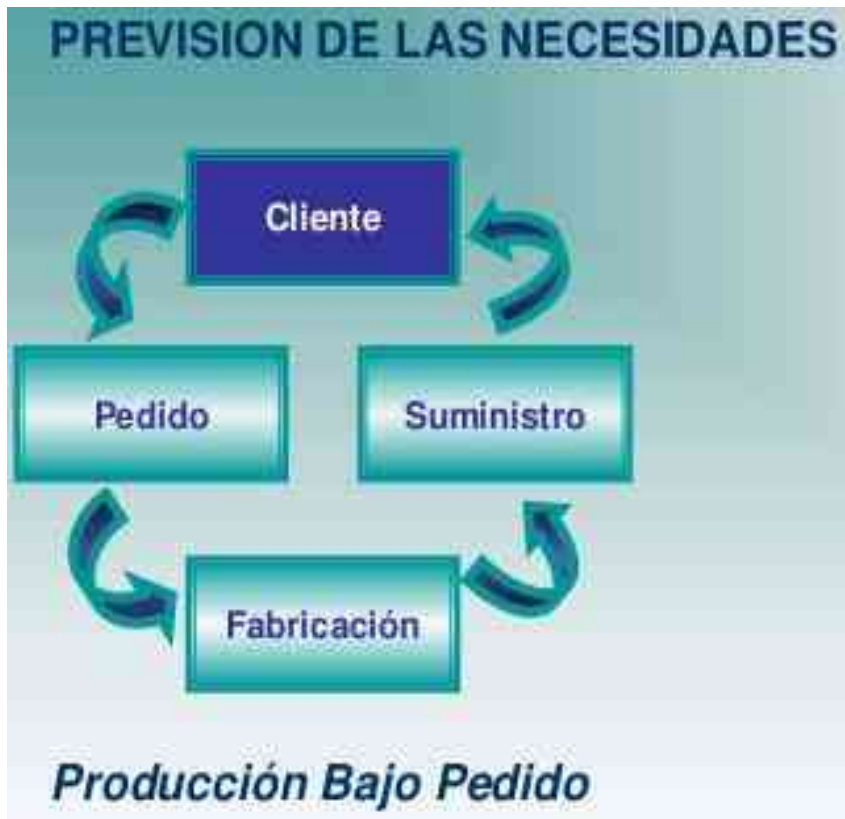 PREVISION DE LAS NECESIDADES
Cliente
Pedido
Suministro
Fabricación
Producción Bajo Pedido